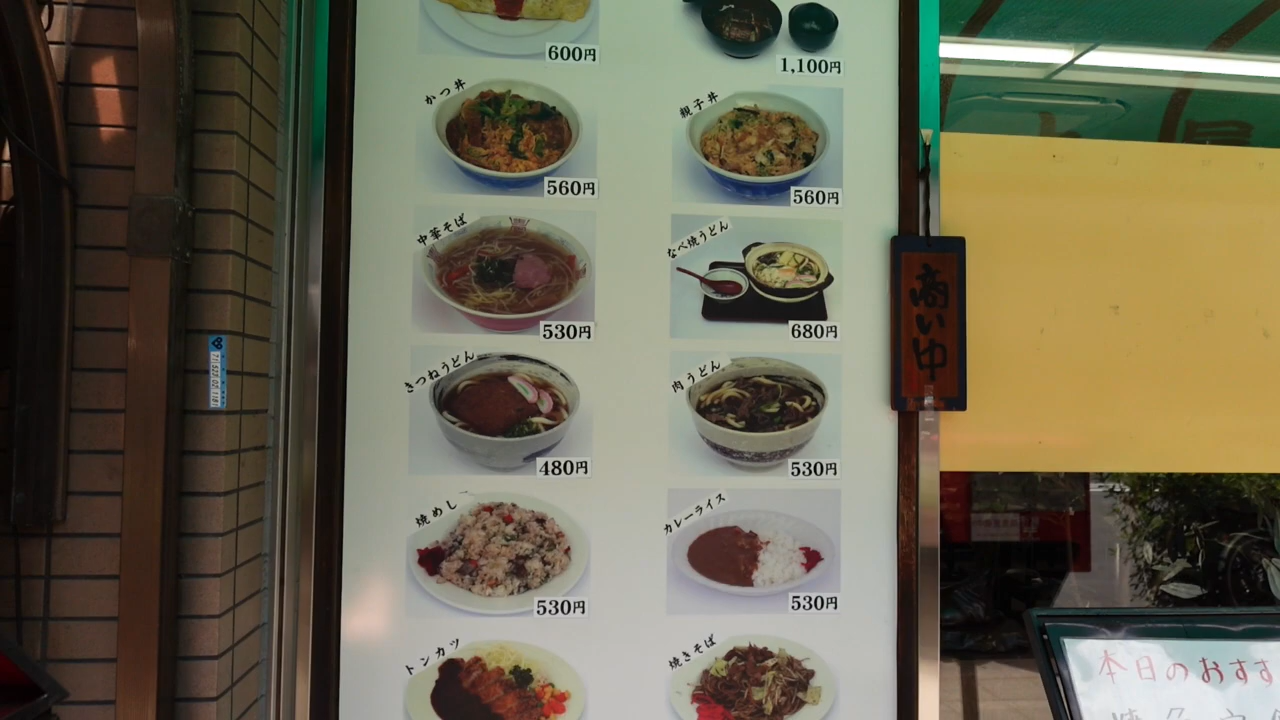 600円
1,100円
かつ丼
560円
親子丼
560円
中華そば
530円
なべ焼うどん
680円
きつねうどん
480円
肉うどん
530円
焼めし
530円
カレーライス
530円
トンカツ
焼きそば
商い中
本日のおすす